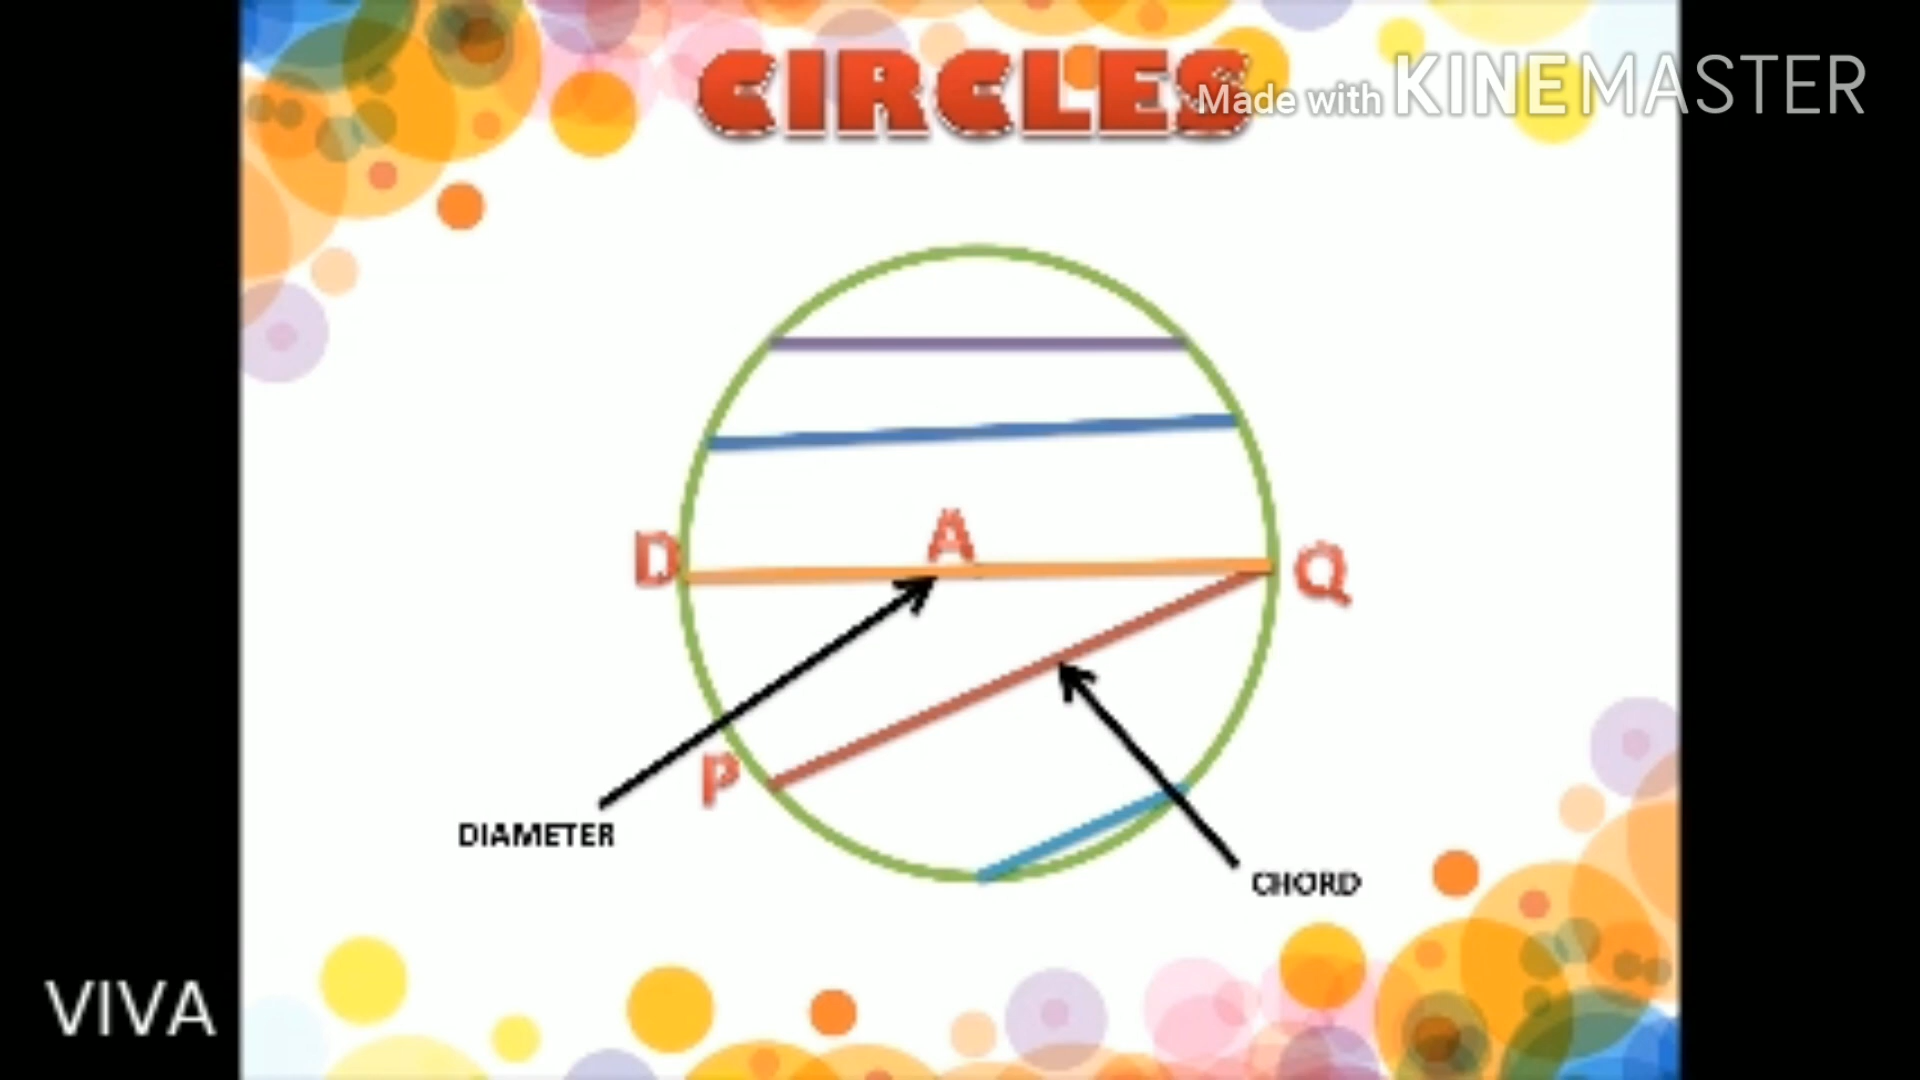 CIRCLES
Made with KINEMASTER
A
D
Q
P
DIAMETER
CHORD
VIVA